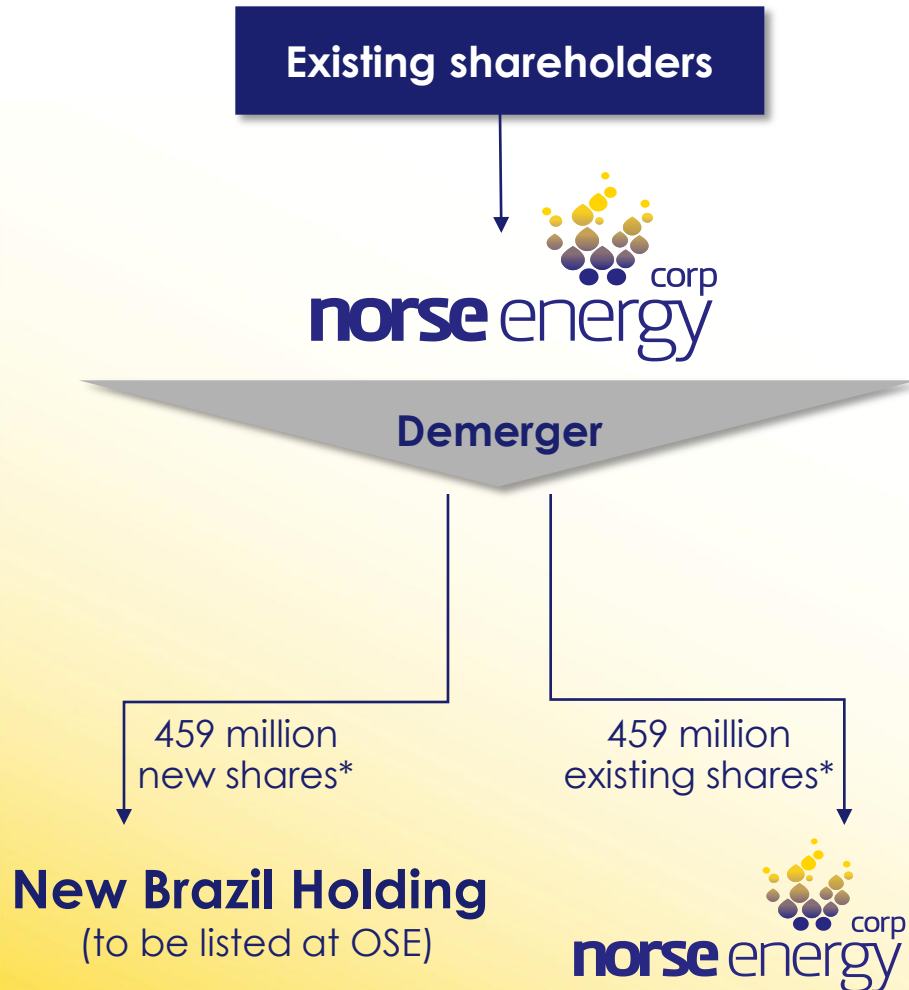 Existing shareholders
corp
norse energy
Demerger
459 million
new shares*
459 million
existing shares*
New Brazil Holding
(to be listed at OSE)
corp
norse energy